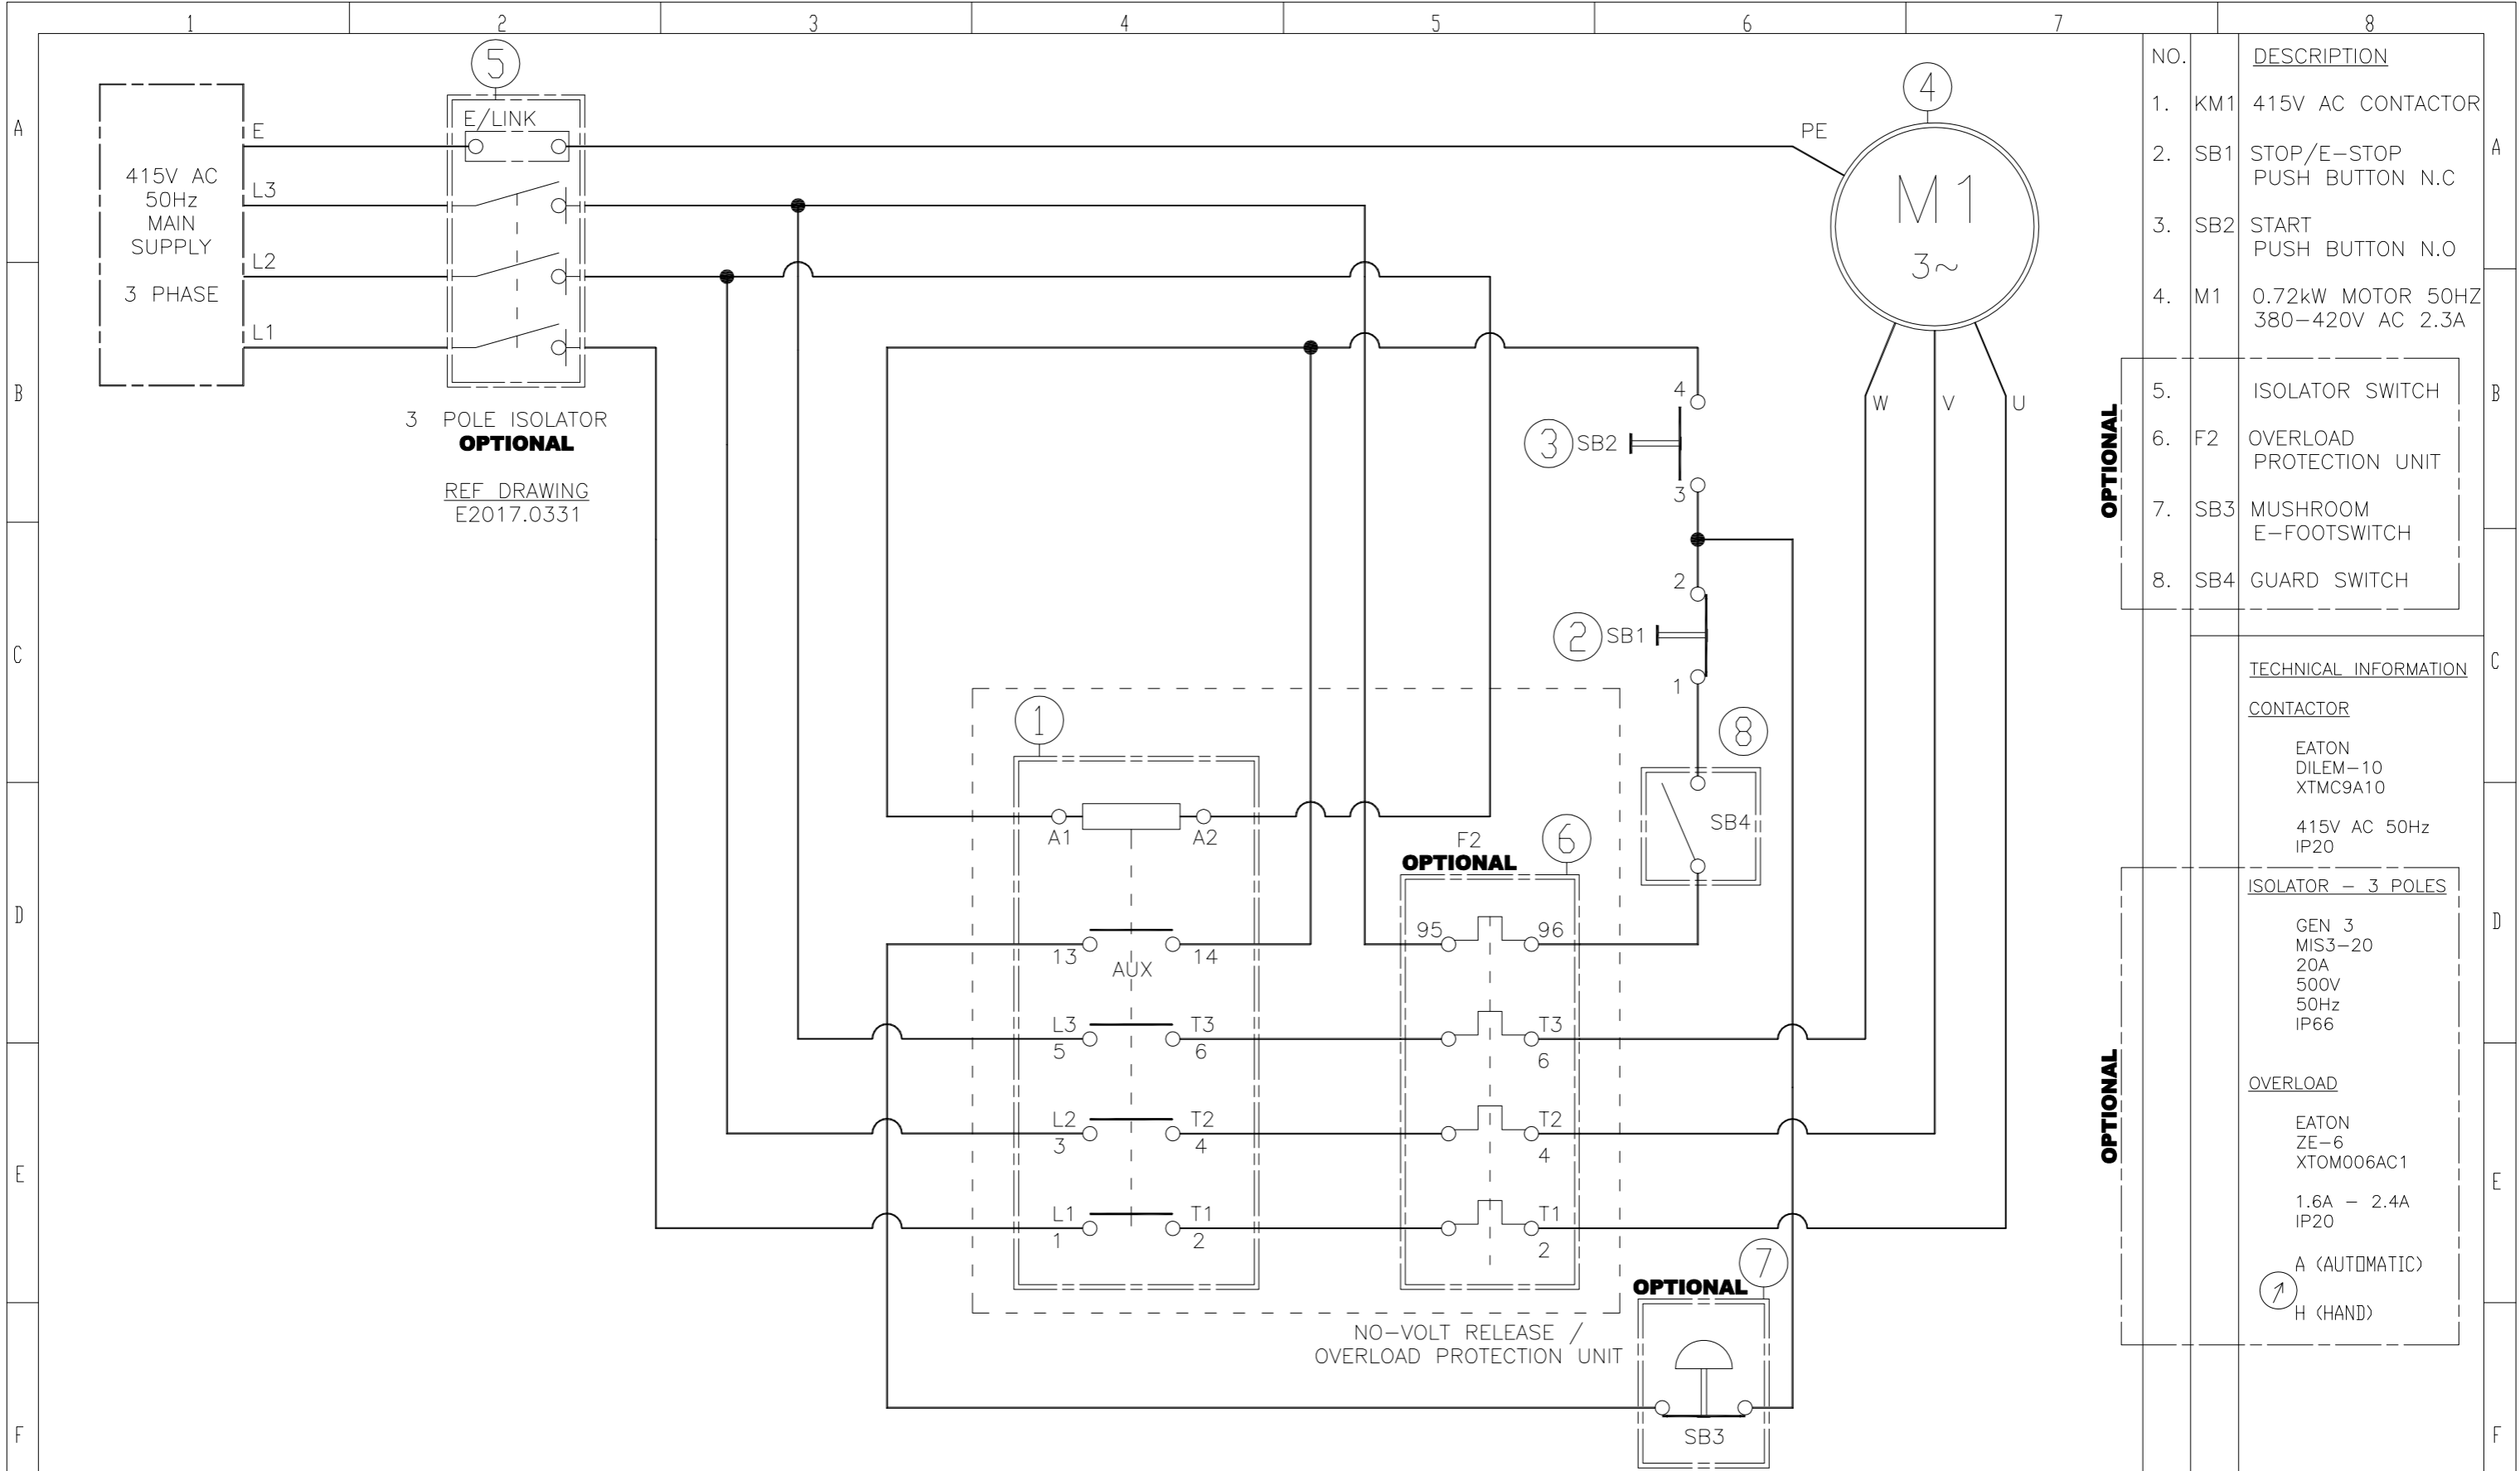 1 2 3 4 5 6 7 8
A
B
C
D
E
F
A
B
C
D
E
F
415V AC
50Hz
MAIN
SUPPLY
3 PHASE
E
L3
L2
L1
5
E/LINK
3 POLE ISOLATOR
OPTIONAL
REF DRAWING
E2017.0331
4
PE
M1
3~
W V U
4
3 SB2
3
2
2 SB1
1
8
SB4
1
A1 A2
13 AUX 14
L3 T3
5 6
L2 T2
3 4
L1 T1
1 2
F2
OPTIONAL
6
95 96
T3
6
T2
4
T1
2
NO-VOLT RELEASE /
OVERLOAD PROTECTION UNIT
OPTIONAL
7
SB3
NO. DESCRIPTION
1. KM1 415V AC CONTACTOR
2. SB1 STOP/E-STOP
PUSH BUTTON N.C
3. SB2 START
PUSH BUTTON N.O
4. M1 0.72kW MOTOR 50HZ
380-420V AC 2.3A
OPTIONAL
5. ISOLATOR SWITCH
6. F2 OVERLOAD
PROTECTION UNIT
7. SB3 MUSHROOM
E-FOOTSWITCH
8. SB4 GUARD SWITCH
TECHNICAL INFORMATION
CONTACTOR
EATON
DILEM-10
XTMC9A10
415V AC 50Hz
IP20
OPTIONAL
ISOLATOR - 3 POLES
GEN 3
MIS3-20
20A
500V
50Hz
IP66
OVERLOAD
EATON
ZE-6
XTOM006AC1
1.6A - 2.4A
IP20
A (AUTOMATIC)
H (HAND)